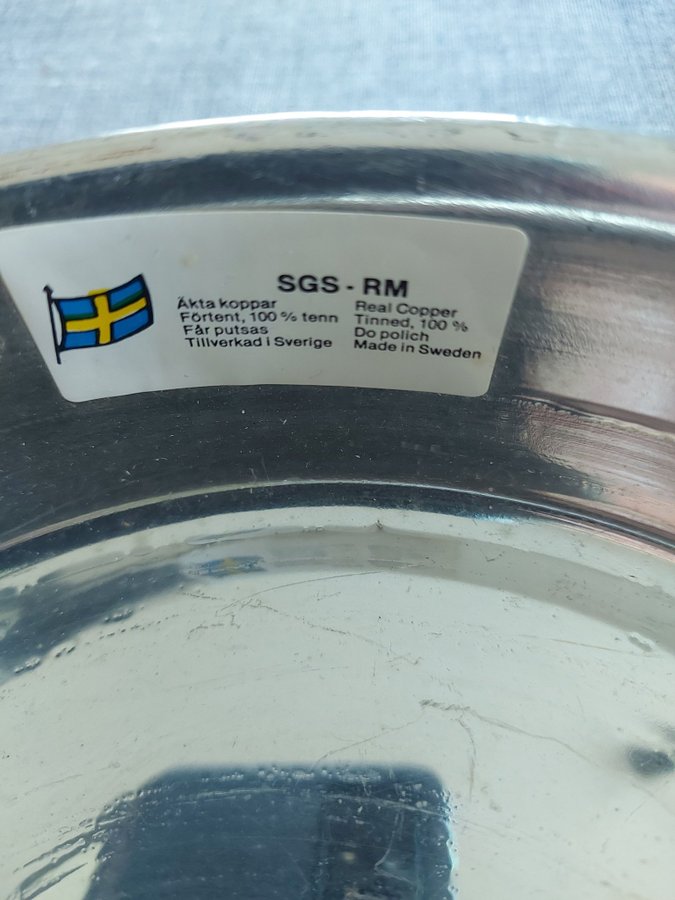 SGS - RM
Äkta koppar
Förtent, 100 % tenn
Får putsas
Tillverkad i Sverige
Real Copper
Tinned, 100 %
Do polich
Made in Sweden